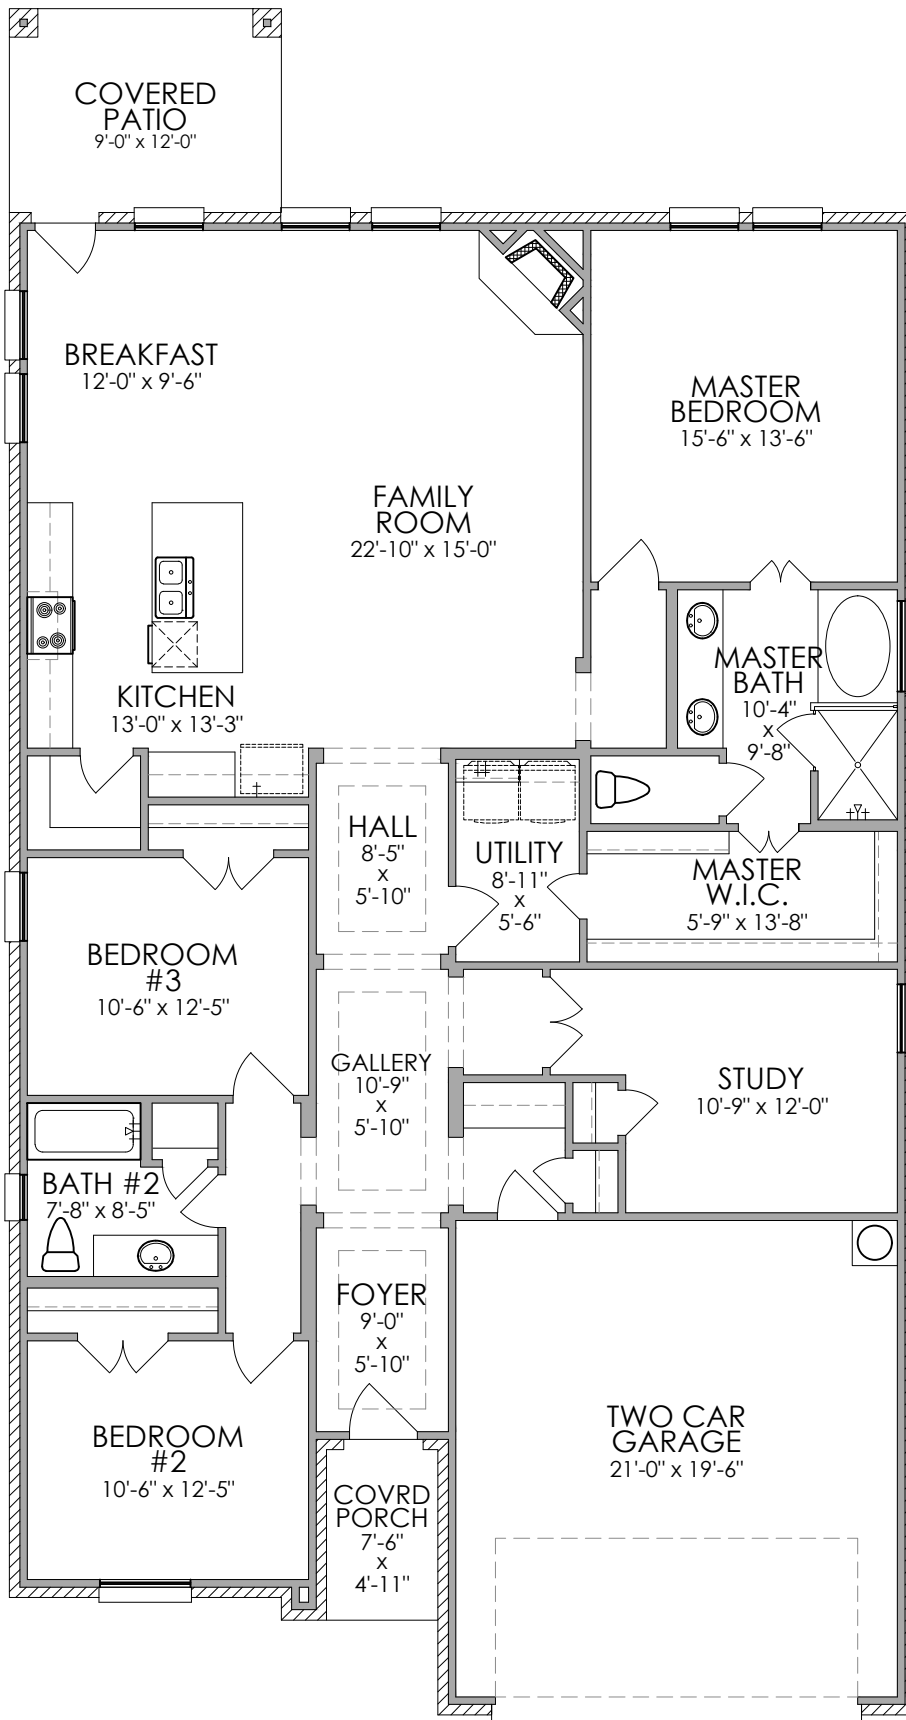 COVERED
PATIO
9'-0" x 12'-0"
BREAKFAST
12'-0" x 9'-6"
MASTER
BEDROOM
15'-6" x 13'-6"
FAMILY
ROOM
22'-10" x 15'-0"
KITCHEN
13'-0" x 13'-3"
MASTER
BATH
10'-4"
x
9'-8"
HALL
8'-5"
x
5'-10"
UTILITY
8'-11"
x
5'-6"
MASTER
W.I.C.
5'-9" x 13'-8"
BEDROOM
#3
10'-6" x 12'-5"
GALLERY
10'-9"
x
5'-10"
STUDY
10'-9" x 12'-0"
BATH #2
7'-8" x 8'-5"
FOYER
9'-0"
x
5'-10"
BEDROOM
#2
10'-6" x 12'-5"
TWO CAR
GARAGE
21'-0" x 19'-6"
COVRD
PORCH
7'-6"
x
4'-11"